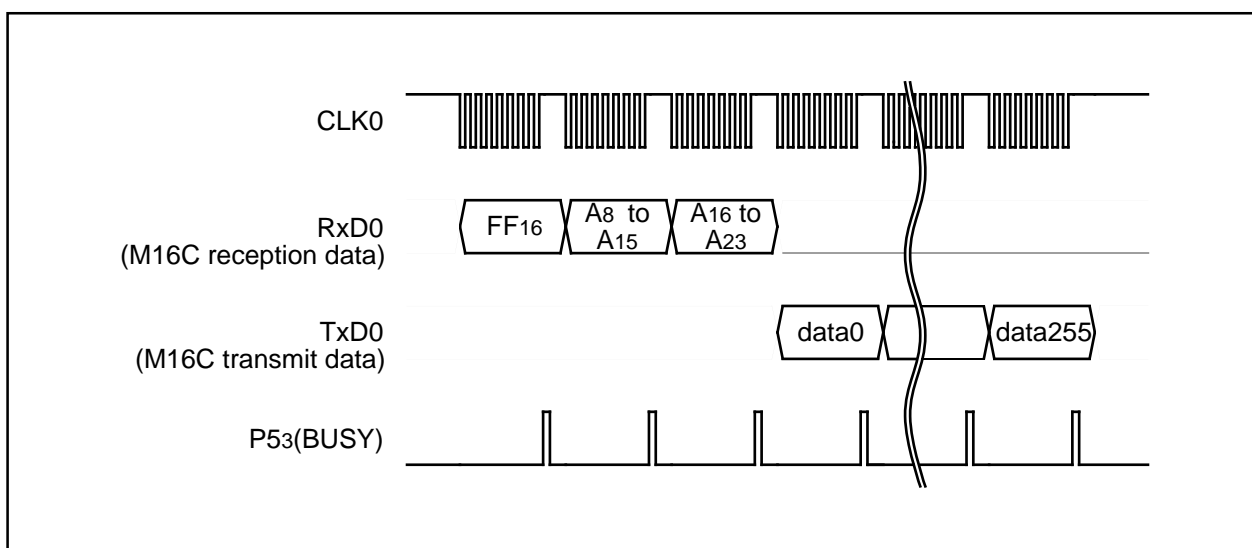 CLK0
RxD0
(M16C reception data)
FF16
A8 to
A15
A16 to
A23
TxD0
(M16C transmit data)
data0
data255
P53(BUSY)